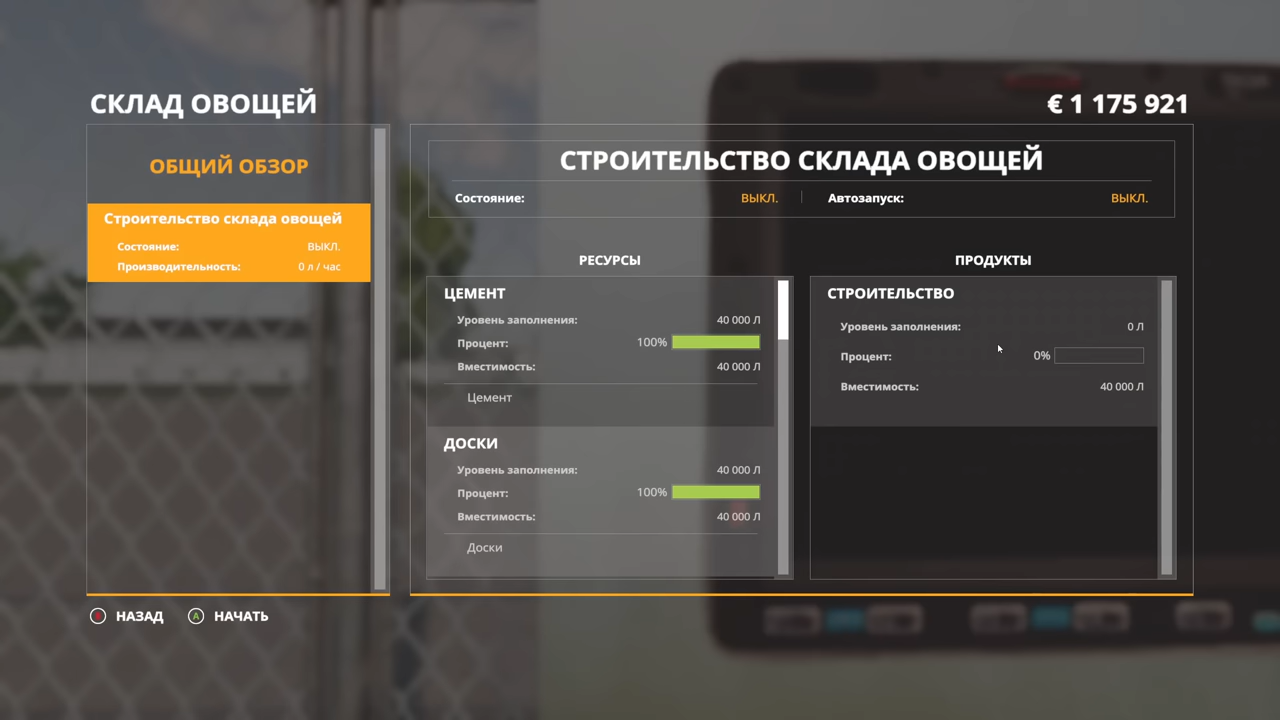 СКЛАД ОВОЩЕЙ
€ 1 175 921
ОБЩИЙ ОБЗОР
Строительство склада овощей
Состояние: ВЫКЛ.
Производительность: 0 л / час
СТРОИТЕЛЬСТВО СКЛАДА ОВОЩЕЙ
Состояние: ВЫКЛ.
Автозапуск: ВЫКЛ.
РЕСУРСЫ
ЦЕМЕНТ
Уровень заполнения: 40 000 Л
Процент: 100%
Вместимость: 40 000 Л
Цемент
ДОСКИ
Уровень заполнения: 40 000 Л
Процент: 100%
Вместимость: 40 000 Л
Доски
ПРОДУКТЫ
СТРОИТЕЛЬСТВО
Уровень заполнения: 0 Л
Процент: 0%
Вместимость: 40 000 Л
НАЗАД
A НАЧАТЬ